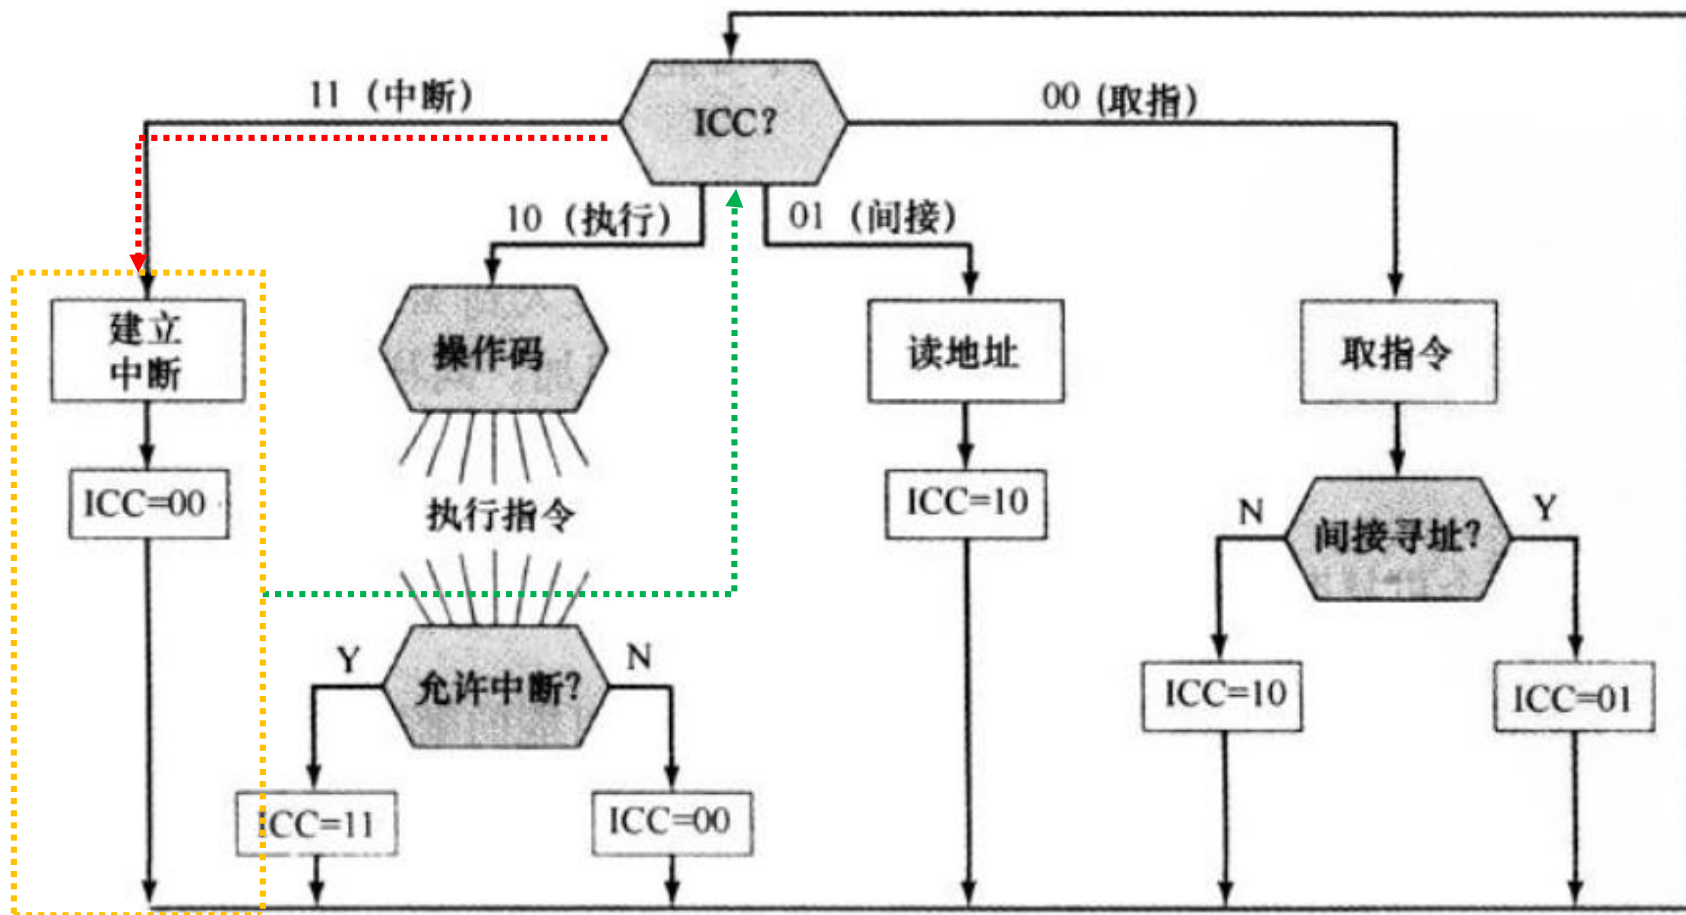 11 (中断)
ICC?
00 (取指)
10 (执行)
01 (间接)
建立
中断
操作码
读地址
取指令
ICC=00
执行指令
ICC=10
N
间接寻址?
Y
Y
允许中断?
N
ICC=10
ICC=01
ICC=11
ICC=00